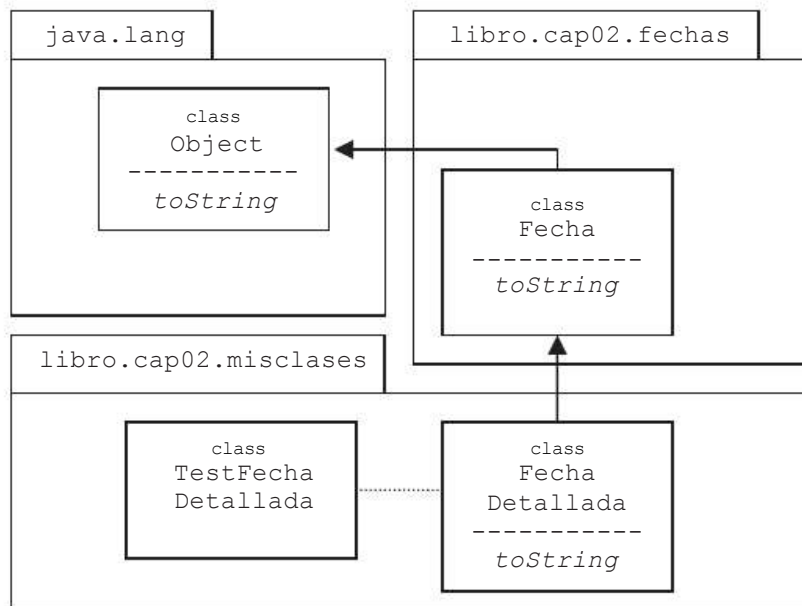 java.lang
class
Object
-----------
toString
libro.cap02.fechas
class
Fecha
-----------
toString
libro.cap02.misclases
class
TestFecha
Detallada
class
Fecha
Detallada
-----------
toString